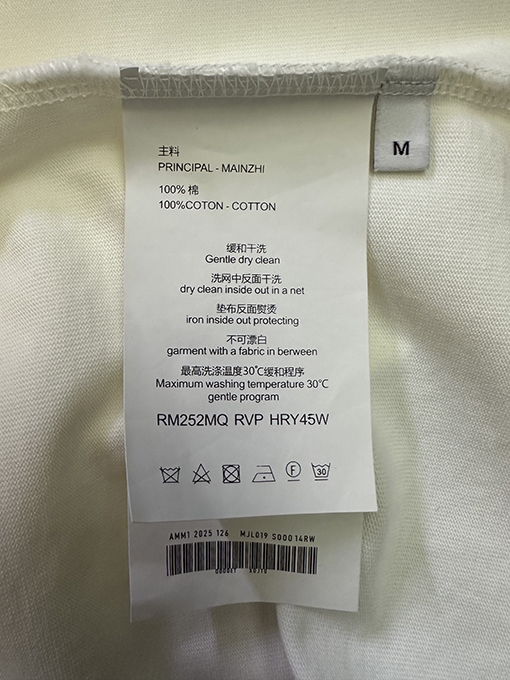 主料
PRINCIPAL - MAINZHI
100% 棉
100%COTON - COTTON
M
缓和干洗
Gentle dry clean
洗网中反面干洗
dry clean inside out in a net
垫布反面熨烫
iron inside out protecting
不可漂白
garment with a fabric in berween
最高洗涤温度30℃缓和程序
Maximum washing temperature 30℃
gentle program
RM252MQ RVP HRY45W
F
30
AMM1 2025 126 MJL019 S000 14RW